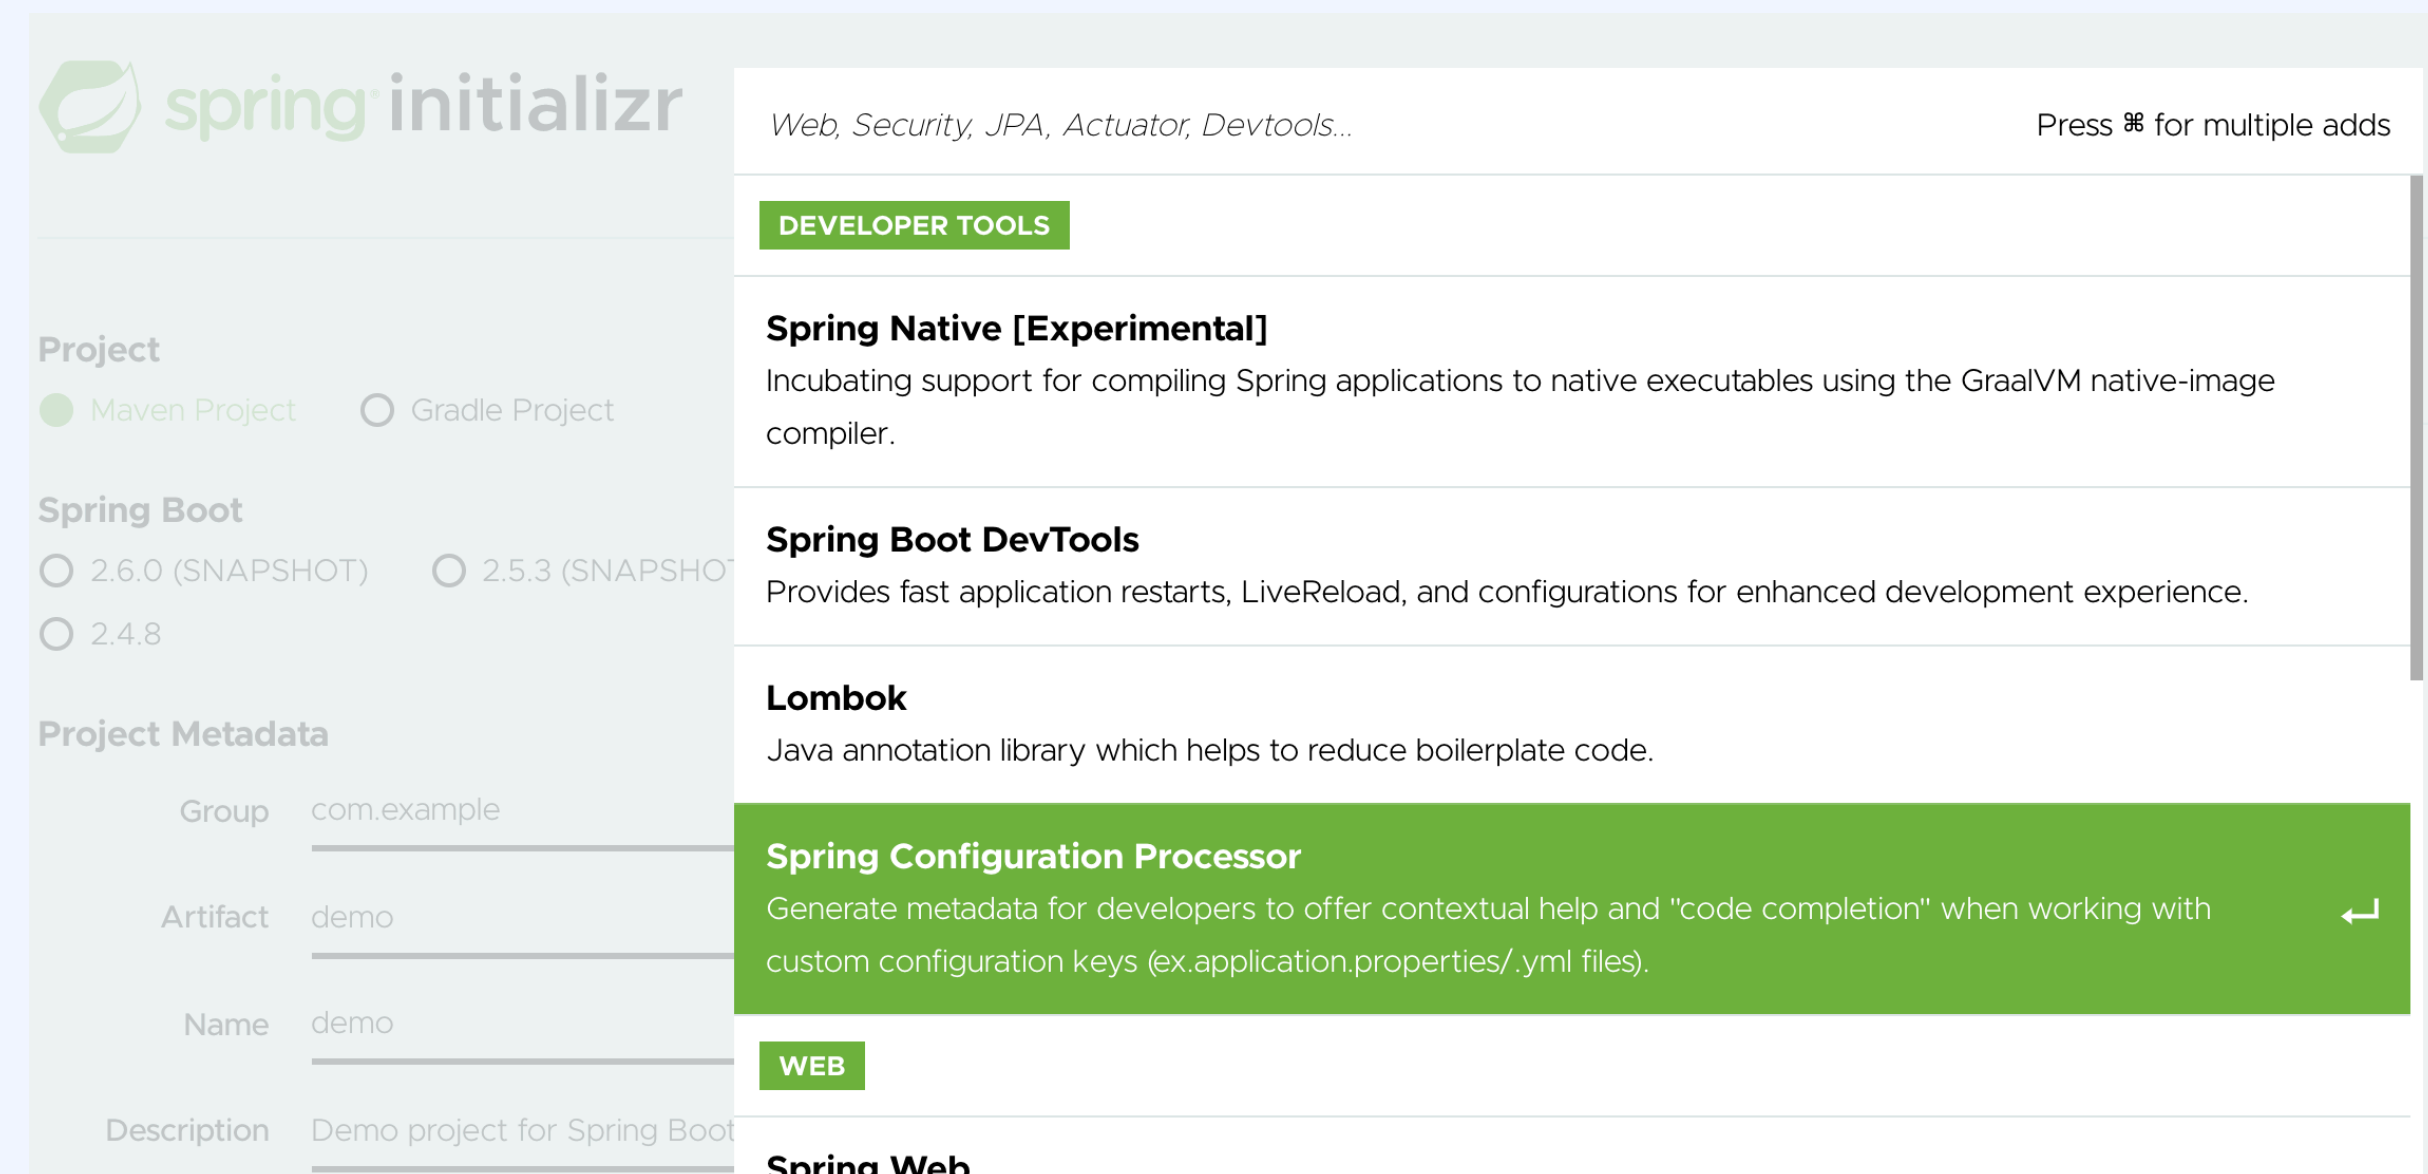 spring initializr
Project
Maven Project Gradle Project
Spring Boot
2.6.0 (SNAPSHOT) 2.5.3 (SNAPSHOT
2.4.8
Project Metadata
Group com.example
Artifact demo
Name demo
Description Demo project for Spring Boot
Web, Security, JPA, Actuator, Devtools... Press ⌘ for multiple adds
DEVELOPER TOOLS
Spring Native [Experimental]
Incubating support for compiling Spring applications to native executables using the GraalVM native-image
compiler.
Spring Boot DevTools
Provides fast application restarts, LiveReload, and configurations for enhanced development experience.
Lombok
Java annotation library which helps to reduce boilerplate code.
Spring Configuration Processor
Generate metadata for developers to offer contextual help and "code completion" when working with
custom configuration keys (ex.application.properties/.yml files).
WEB
Spring Web